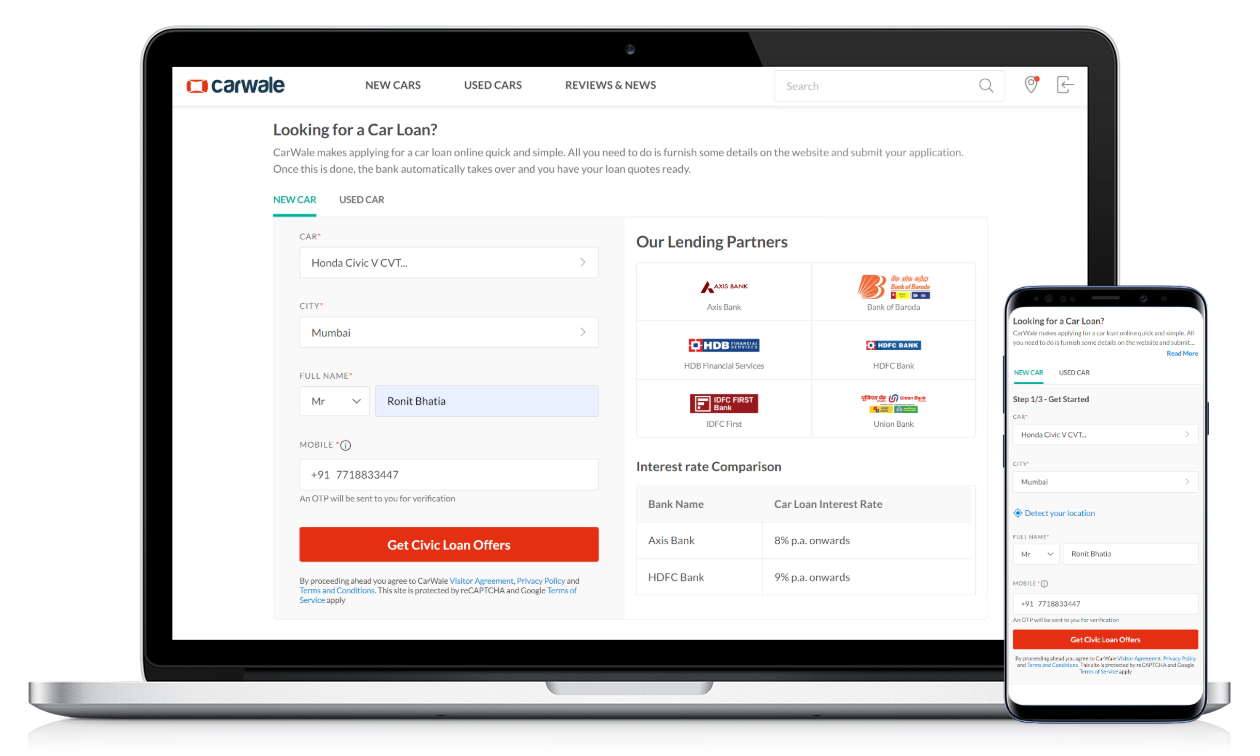 carwale
NEW CARS
USED CARS
REVIEWS & NEWS
Search
Looking for a Car Loan?
CarWale makes applying for a car loan online quick and simple. All you need to do is furnish some details on the website and submit your application.
Once this is done, the bank automatically takes over and you have your loan quotes ready.
NEW CAR
USED CAR
CAR*
Honda Civic V CVT...
CITY*
Mumbai
FULL NAME*
Mr
Ronit Bhatia
MOBILE *
+91 7718833447
An OTP will be sent to you for verification
Get Civic Loan Offers
By proceeding ahead you agree to CarWale Visitor Agreement, Privacy Policy and
Terms and Conditions. This site is protected by reCAPTCHA and Google Terms of
Service apply
Our Lending Partners
AXIS BANK
Axis Bank
बैंक ऑफ़ बड़ौदा
Bank of Baroda
Bank of Baroda
HDB FINANCIAL
SERVICES
HDB Financial Services
HDFC BANK
HDFC Bank
IDFC FIRST
Bank
IDFC First
यूनियन बैंक
Union Bank
Union Bank
Interest rate Comparison
Bank Name
Car Loan Interest Rate
Axis Bank
8% p.a. onwards
HDFC Bank
9% p.a. onwards
Looking for a Car Loan?
CarWale makes applying for a car loan online quick and simple. All
you need to do is furnish some details on the website and submit...
Read More
NEW CAR
USED CAR
Step 1/3 - Get Started
CAR*
Honda Civic V CVT...
CITY*
Mumbai
Detect your location
FULL NAME*
Mr
Ronit Bhatia
MOBILE *
+91 7718833447
An OTP will be sent to you for verification
Get Civic Loan Offers
By proceeding ahead you agree to CarWale Visitor Agreement, Privacy Policy
and Terms and Conditions. This site is protected by reCAPTCHA and Google
Terms of Service apply